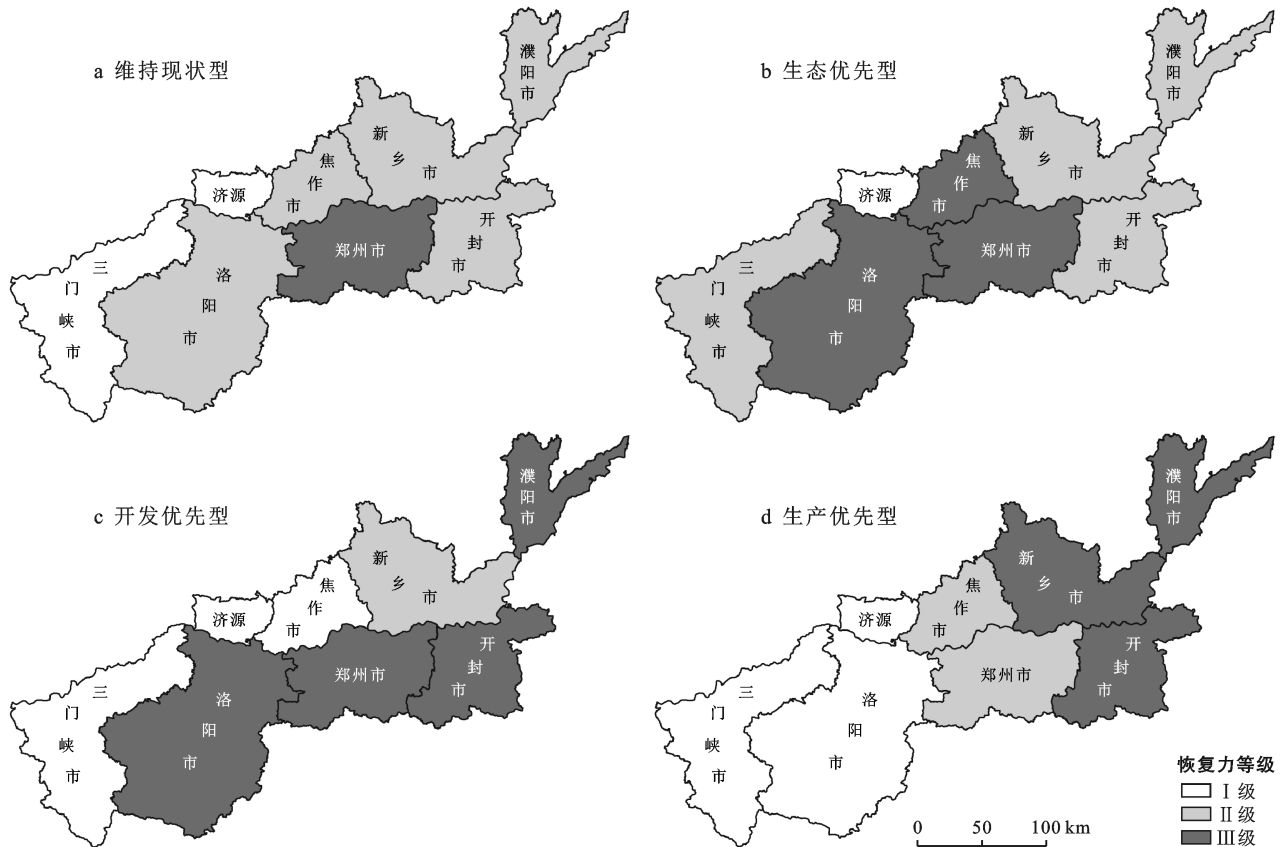 a 维持现状型
濮阳市
新乡市
焦作市
济源
郑州市
开封市
洛阳市
三门峡市
b 生态优先型
濮阳市
新乡市
焦作市
济源
郑州市
开封市
洛阳市
三门峡市
c 开发优先型
濮阳市
新乡市
焦作市
济源
郑州市
开封市
洛阳市
三门峡市
d 生产优先型
濮阳市
新乡市
焦作市
济源
郑州市
开封市
洛阳市
三门峡市
恢复力等级
Ⅰ级
Ⅱ级
Ⅲ级
0 50 100 km